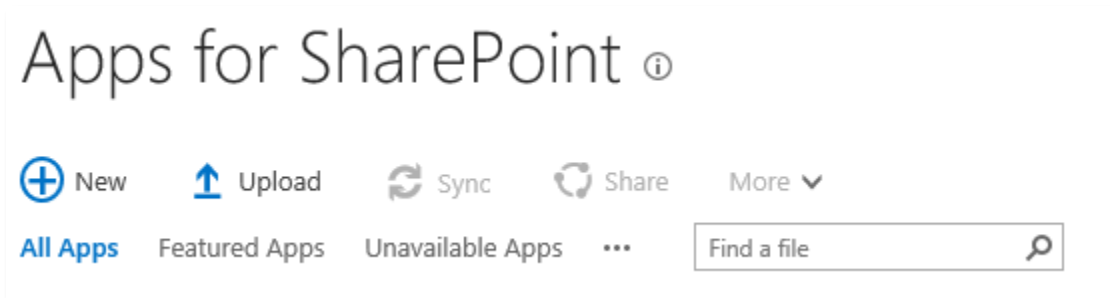 Apps for SharePoint
New Upload Sync Share More
All Apps Featured Apps Unavailable Apps ... Find a file